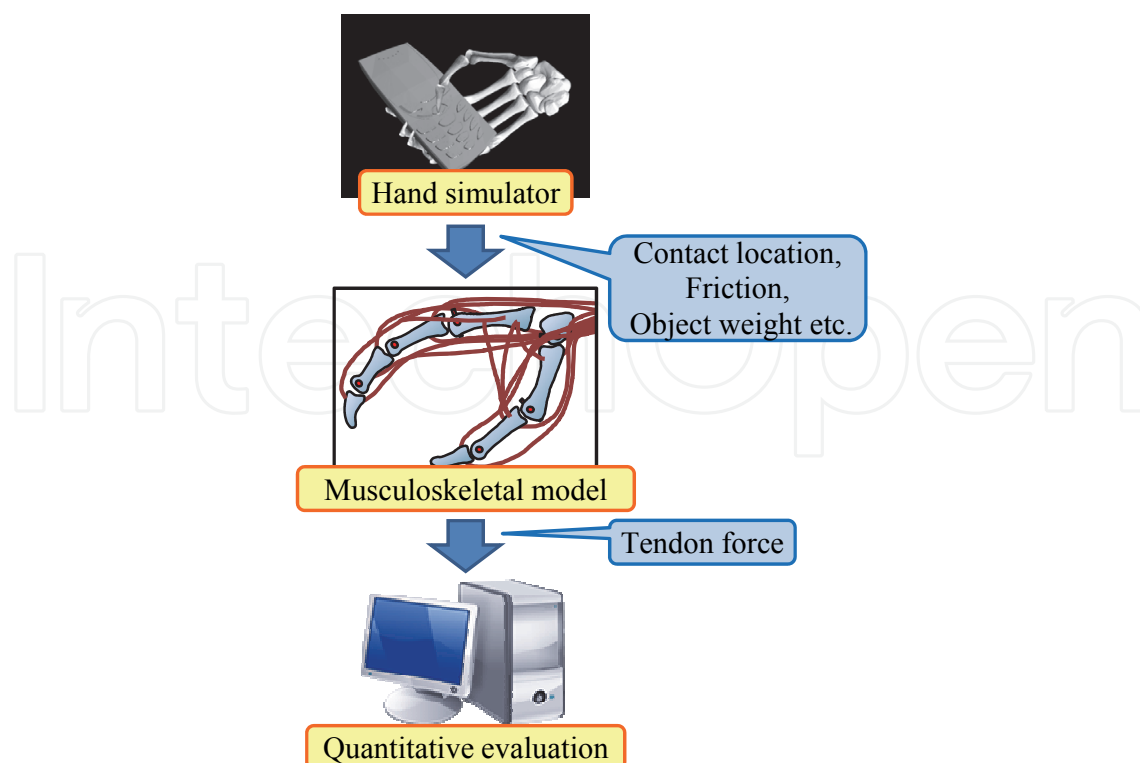 Hand simulator
Contact location,
Friction,
Object weight etc.
IntechOpen
Musculoskeletal model
Tendon force
Quantitative evaluation